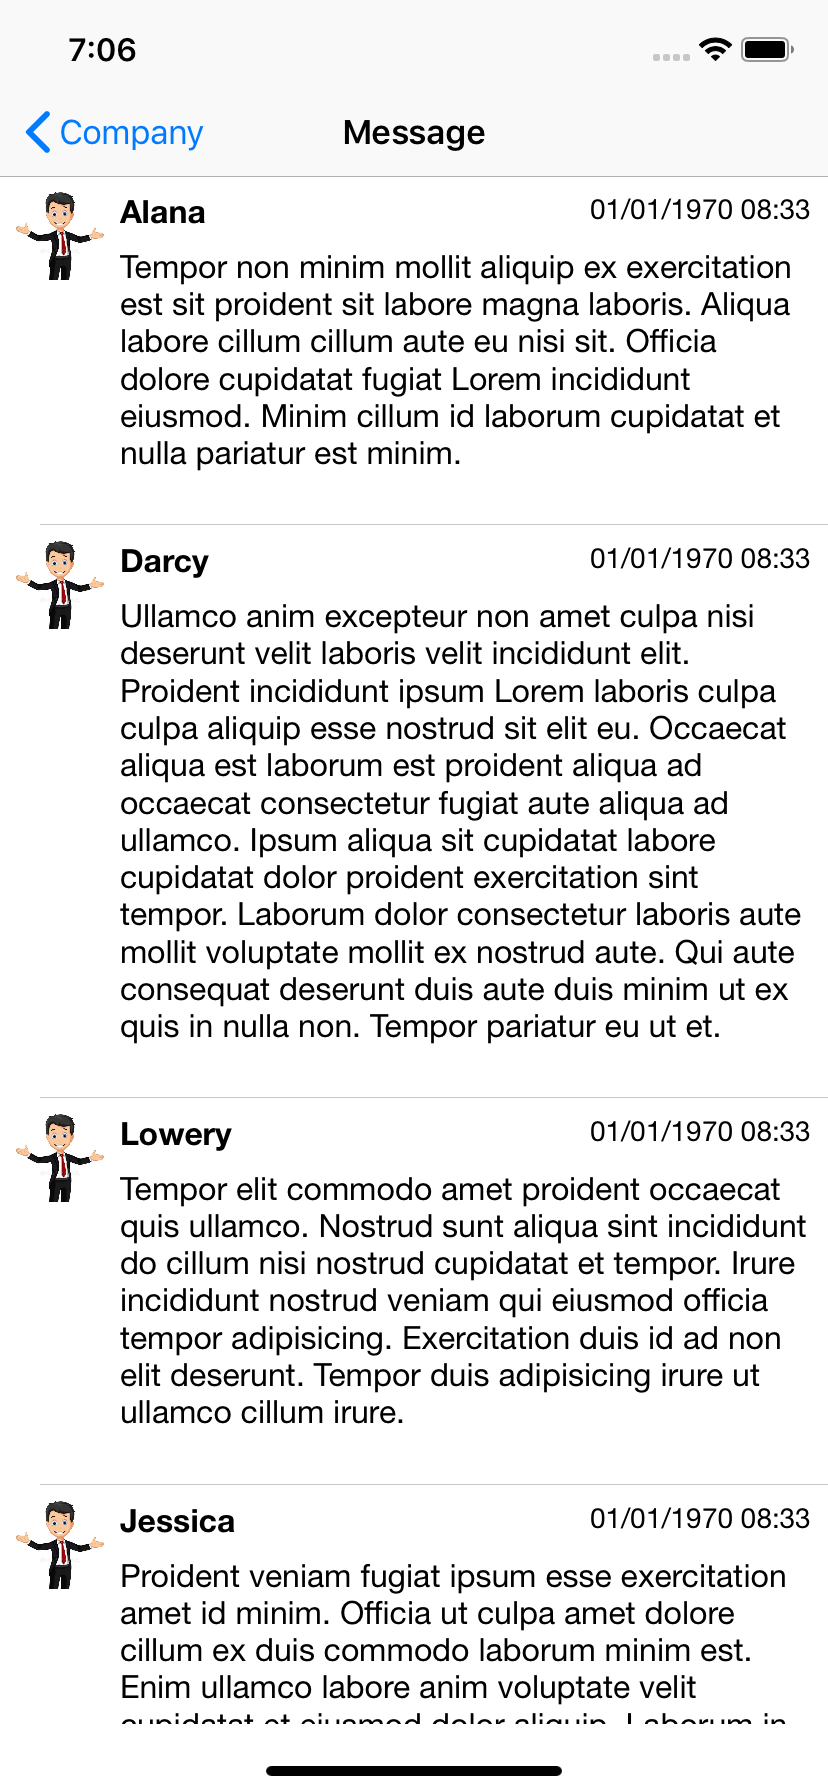 7:06
Company
Message
Alana
01/01/1970 08:33
Tempor non minim mollit aliquip ex exercitation
est sit proident sit labore magna laboris. Aliqua
labore cillum cillum aute eu nisi sit. Officia
dolore cupidatat fugiat Lorem incididunt
eiusmod. Minim cillum id laborum cupidatat et
nulla pariatur est minim.
Darcy
01/01/1970 08:33
Ullamco anim excepteur non amet culpa nisi
deserunt velit laboris velit incididunt elit.
Proident incididunt ipsum Lorem laboris culpa
culpa aliquip esse nostrud sit elit eu. Occaecat
aliqua est laborum est proident aliqua ad
occaecat consectetur fugiat aute aliqua ad
ullamco. Ipsum aliqua sit cupidatat labore
cupidatat dolor proident exercitation sint
tempor. Laborum dolor consectetur laboris aute
mollit voluptate mollit ex nostrud aute. Qui aute
consequat deserunt duis aute duis minim ut ex
quis in nulla non. Tempor pariatur eu ut et.
Lowery
01/01/1970 08:33
Tempor elit commodo amet proident occaecat
quis ullamco. Nostrud sunt aliqua sint incididunt
do cillum nisi nostrud cupidatat et tempor. Irure
incididunt nostrud veniam qui eiusmod officia
tempor adipisicing. Exercitation duis id ad non
elit deserunt. Tempor duis adipisicing irure ut
ullamco cillum irure.
Jessica
01/01/1970 08:33
Proident veniam fugiat ipsum esse exercitation
amet id minim. Officia ut culpa amet dolore
cillum ex duis commodo laborum minim est.
Enim ullamco labore anim voluptate velit
cupidatat et eiusmod dolor aliquip. Laborum in